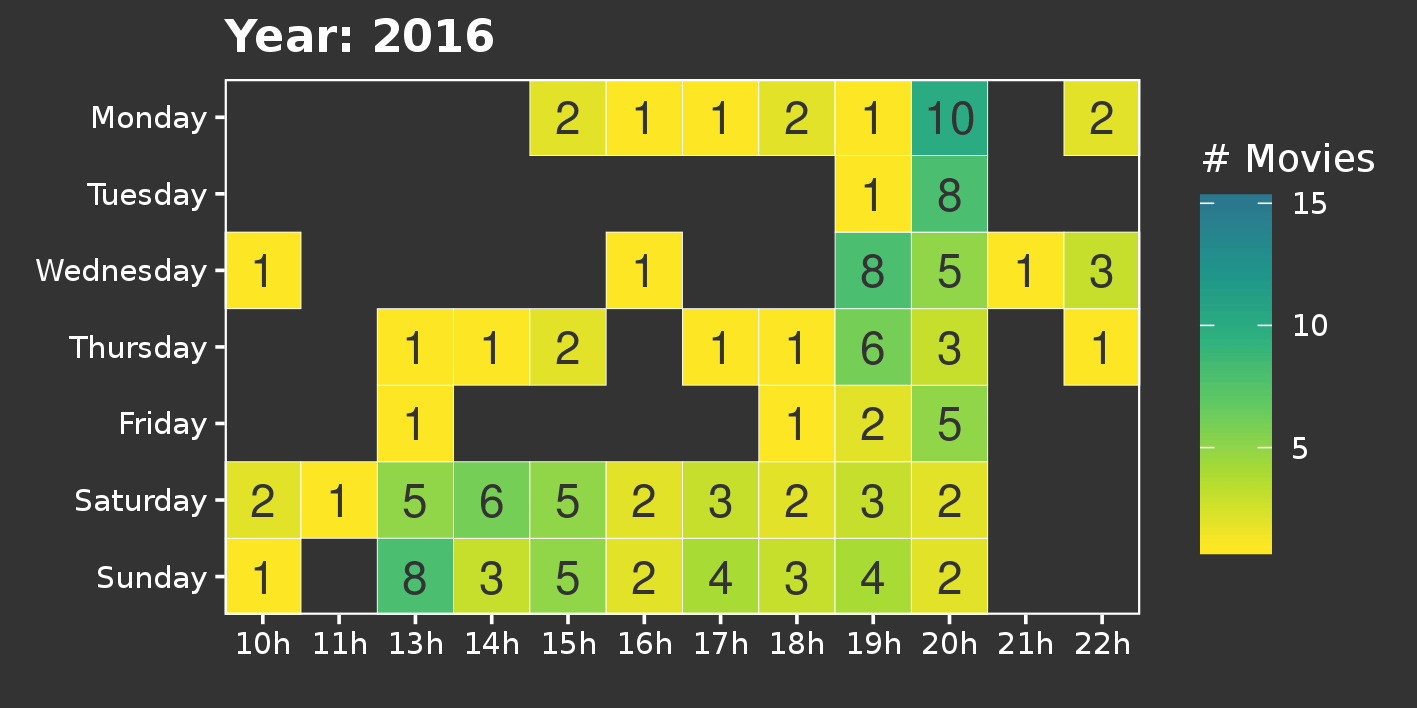 Year: 2016
Monday 2 1 1 2 1 10 2
Tuesday 1 8
Wednesday 1 1 8 5 1 3
Thursday 1 1 2 1 1 6 3 1
Friday 1 1 2 5
Saturday 2 1 5 6 5 2 3 2 3 2
Sunday 1 8 3 5 2 4 3 4 2
10h 11h 13h 14h 15h 16h 17h 18h 19h 20h 21h 22h
# Movies
15
10
5